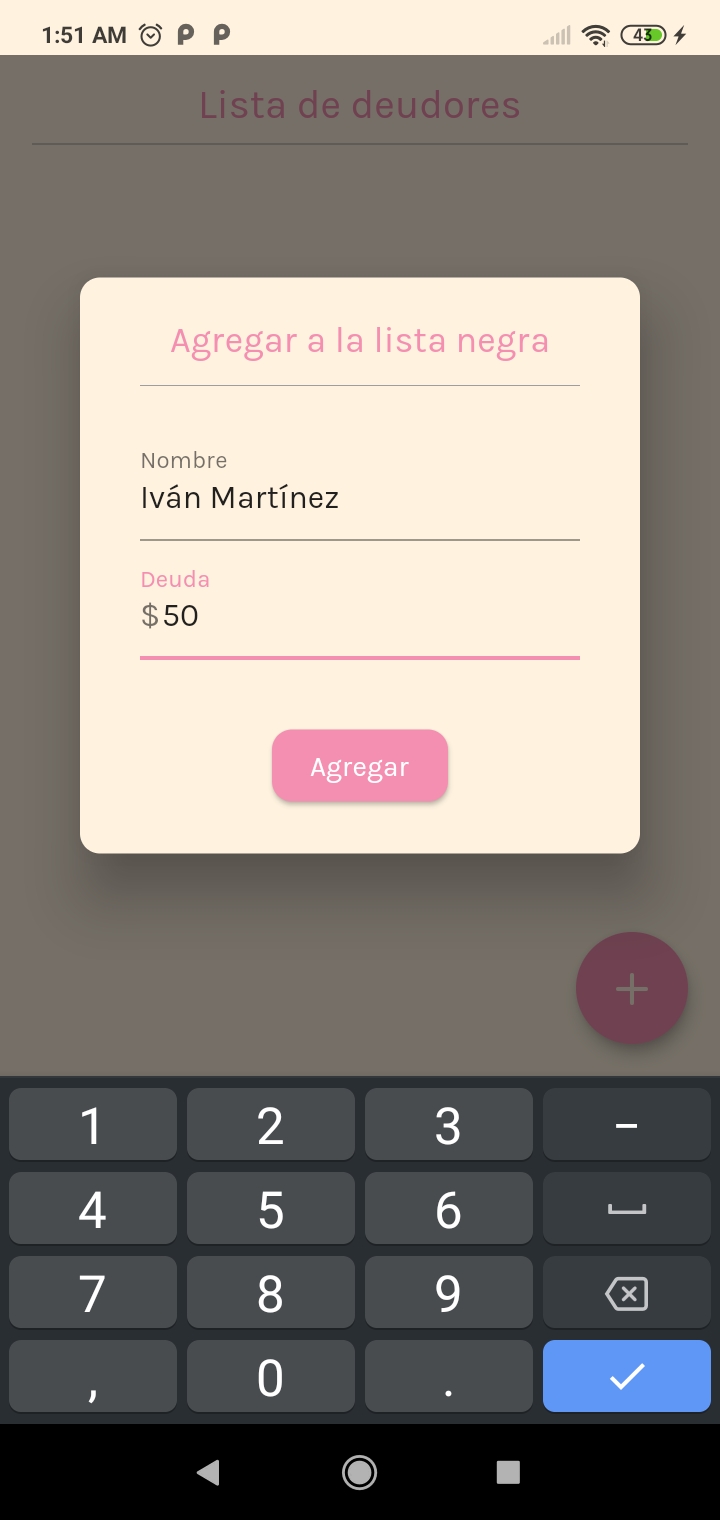 1:51 AM
43
Lista de deudores
Agregar a la lista negra
Nombre
Iván Martínez
Deuda
$50
Agregar
1 2 3 –
4 5 6
7 8 9
, 0 .